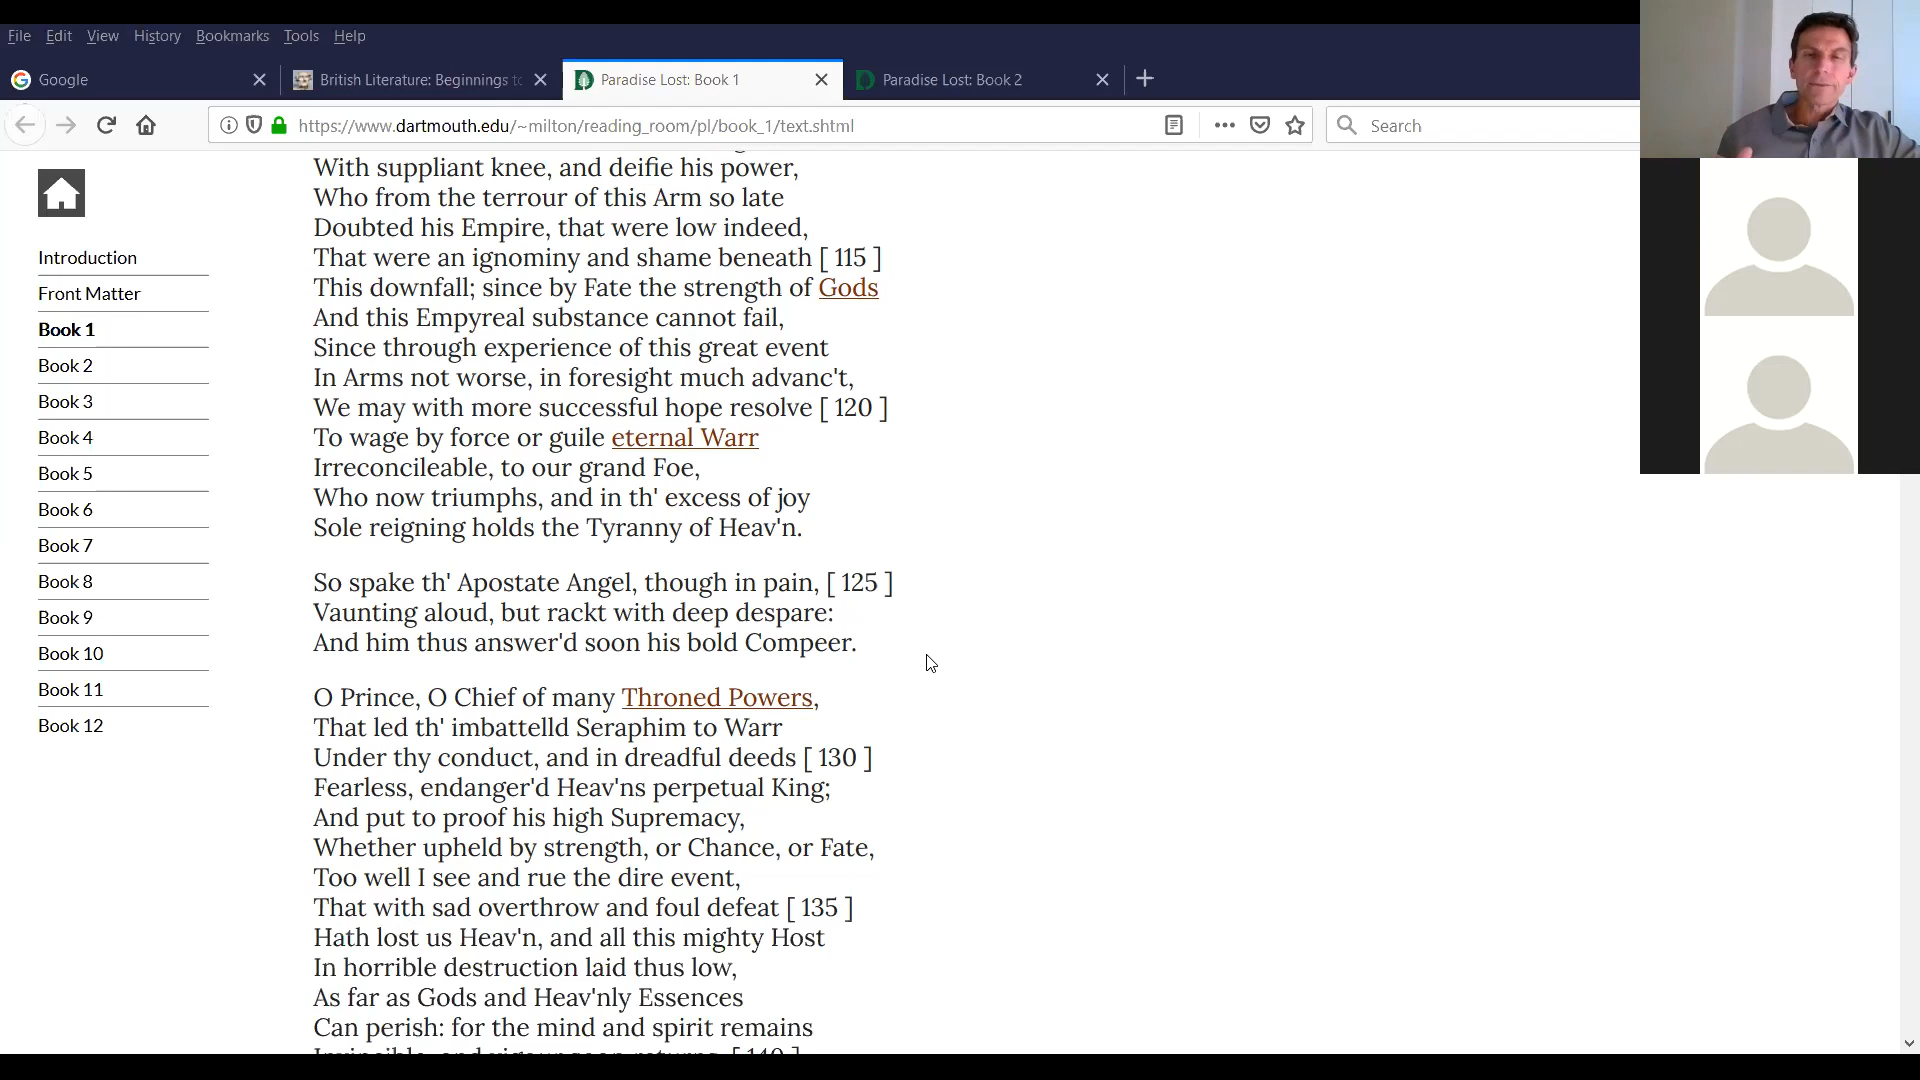 File Edit View History Bookmarks Tools Help
Google
British Literature: Beginnings to
Paradise Lost: Book 1
Paradise Lost: Book 2
https://www.dartmouth.edu/~milton/reading_room/pl/book_1/text.shtml
Search
Introduction
Front Matter
Book 1
Book 2
Book 3
Book 4
Book 5
Book 6
Book 7
Book 8
Book 9
Book 10
Book 11
Book 12
With suppliant knee, and deifie his power,
Who from the terrour of this Arm so late
Doubted his Empire, that were low indeed,
That were an ignominy and shame beneath [ 115 ]
This downfall; since by Fate the strength of Gods
And this Empyreal substance cannot fail,
Since through experience of this great event
In Arms not worse, in foresight much advanc't,
We may with more successful hope resolve [ 120 ]
To wage by force or guile eternal Warr
Irreconcileable, to our grand Foe,
Who now triumphs, and in th' excess of joy
Sole reigning holds the Tyranny of Heav'n.
So spake th' Apostate Angel, though in pain, [ 125 ]
Vaunting aloud, but rackt with deep despare:
And him thus answer'd soon his bold Compeer.
O Prince, O Chief of many Throned Powers,
That led th' imbattelld Seraphim to Warr
Under thy conduct, and in dreadful deeds [ 130 ]
Fearless, endanger'd Heav'ns perpetual King;
And put to proof his high Supremacy,
Whether upheld by strength, or Chance, or Fate,
Too well I see and rue the dire event,
That with sad overthrow and foul defeat [ 135 ]
Hath lost us Heav'n, and all this mighty Host
In horrible destruction laid thus low,
As far as Gods and Heav'nly Essences
Can perish: for the mind and spirit remains